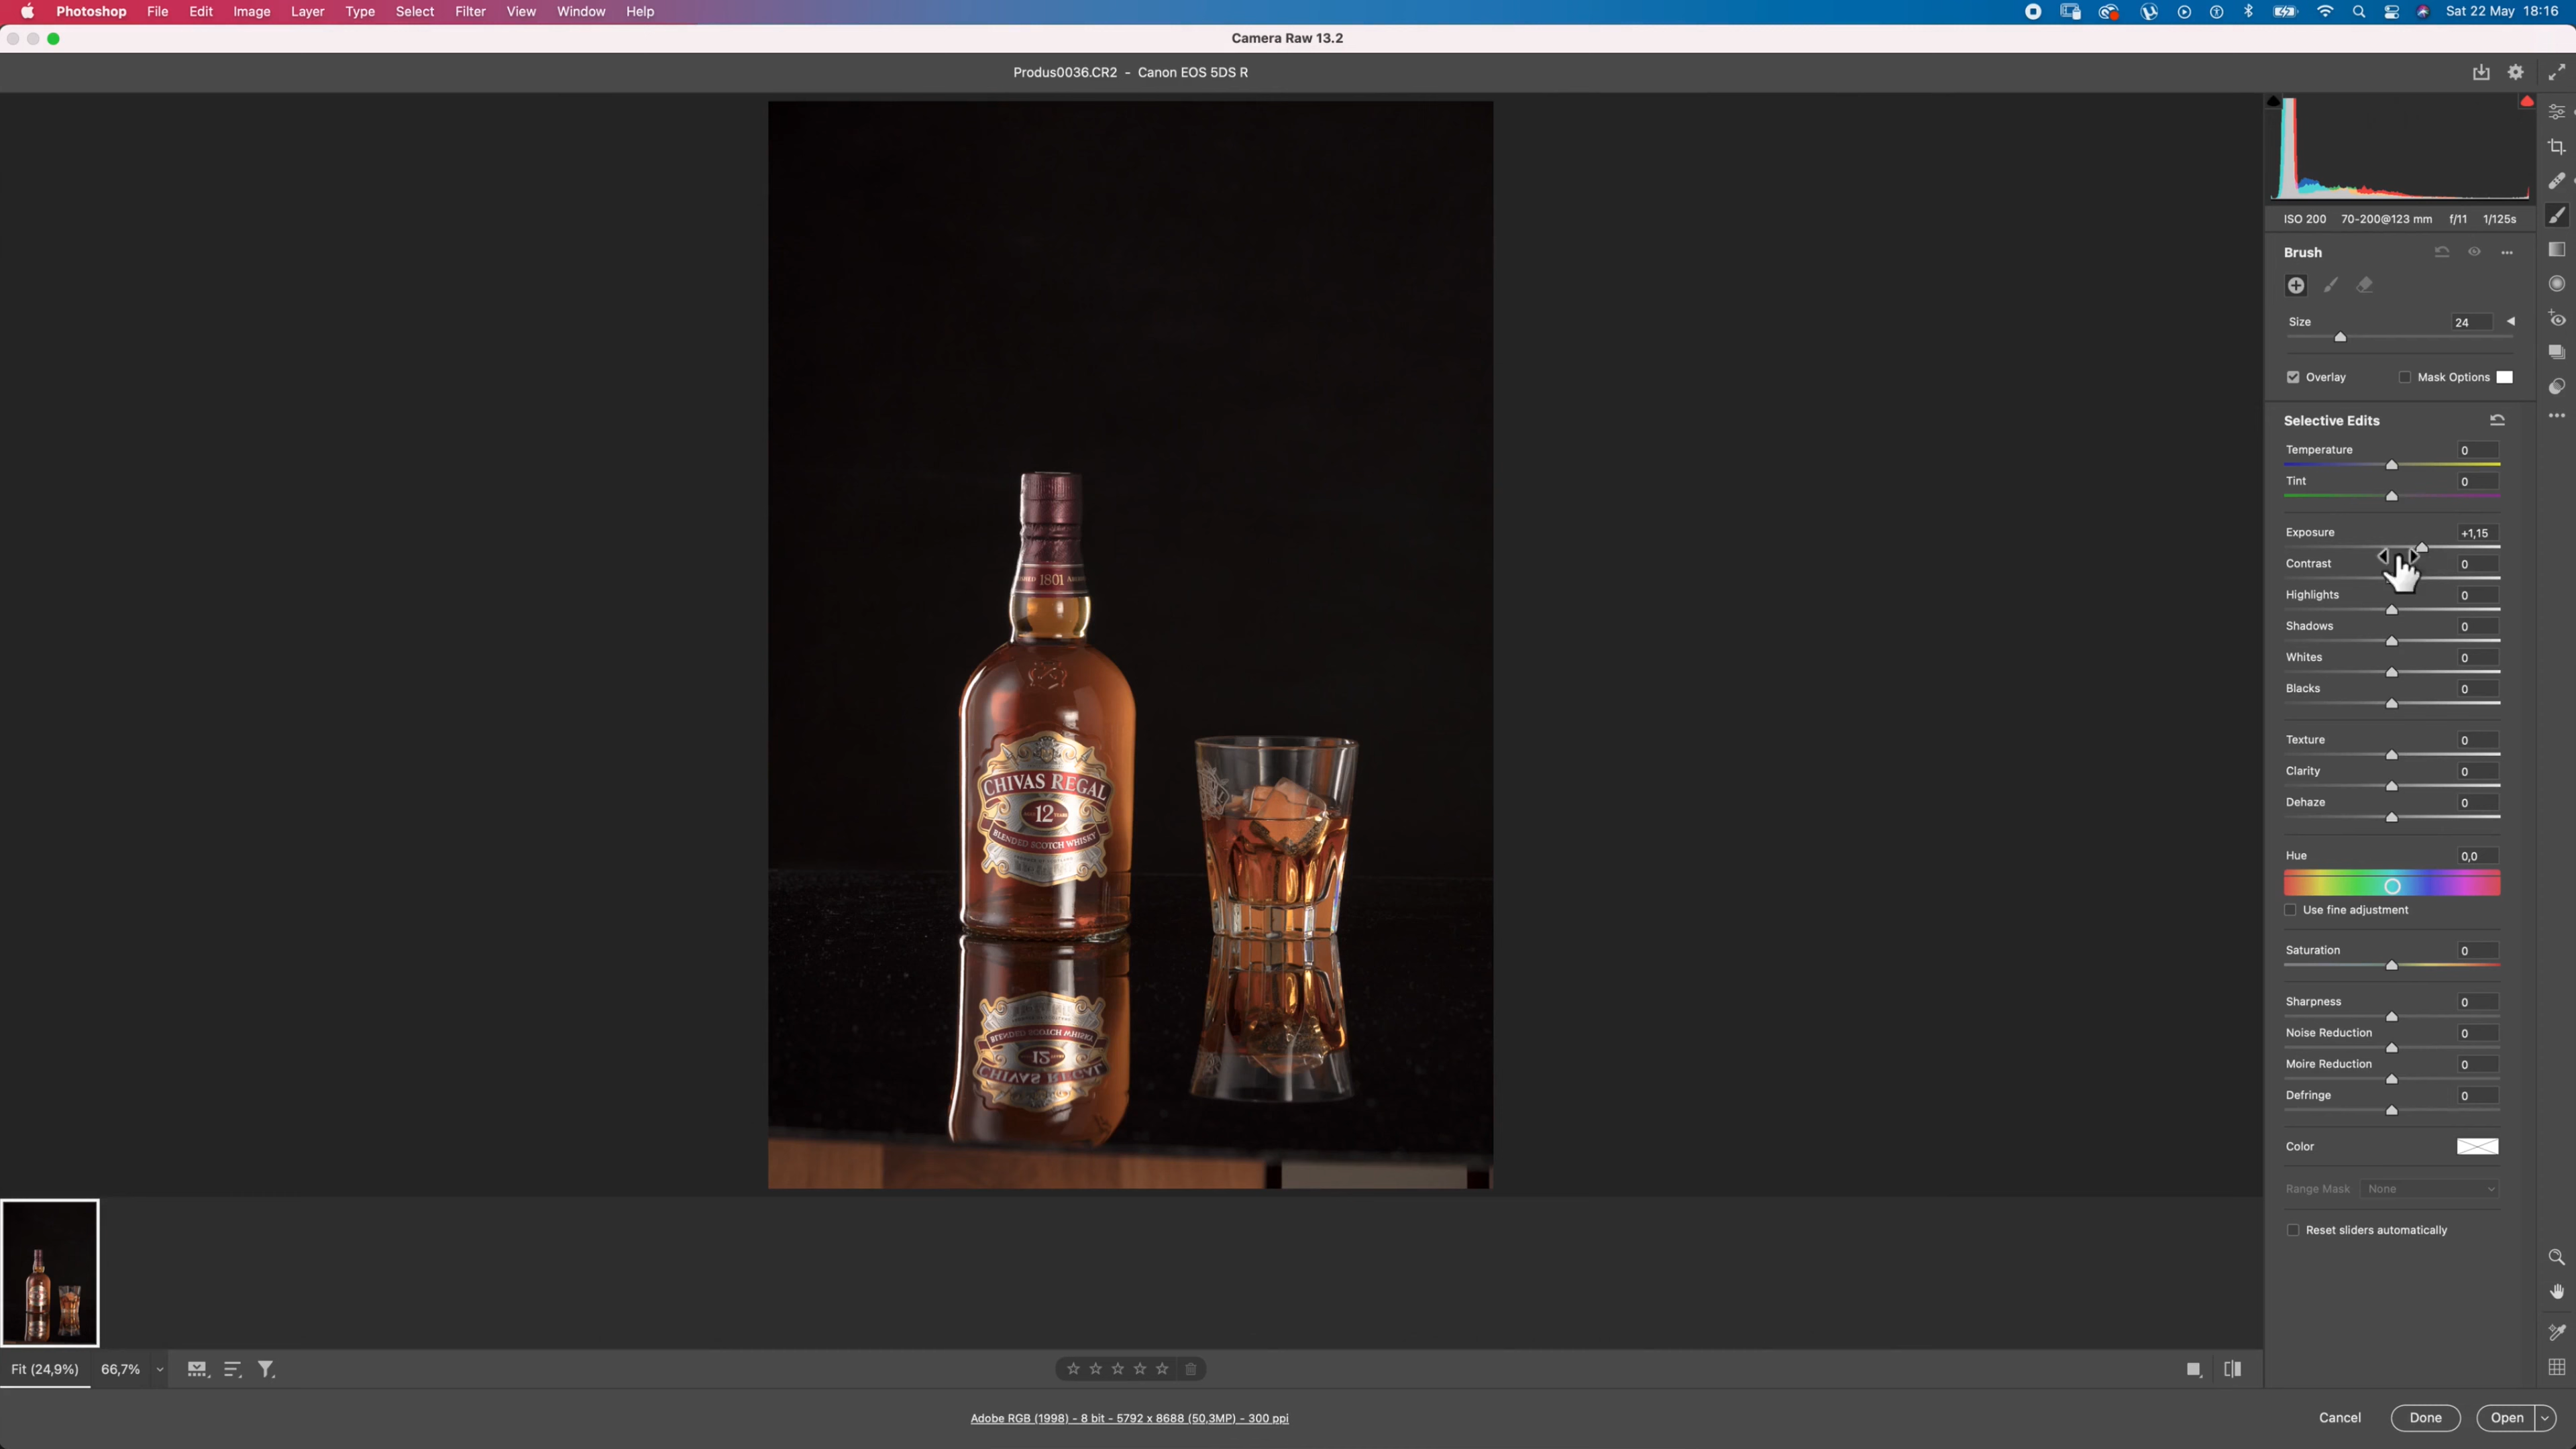 Photoshop File Edit Image Layer Type Select Filter View Window Help Sat 22 May 18:16
Camera Raw 13.2
Produs0036.CR2 - Canon EOS 5DS R
ISO 200 70-200@123 mm f/11 1/125s
Brush
Size 24
Overlay Mask Options
Selective Edits
Temperature 0
Tint 0
Exposure +1,15
Contrast 0
Highlights 0
Shadows 0
Whites 0
Blacks 0
Texture 0
Clarity 0
Dehaze 0
Hue 0,0
Use fine adjustment
Saturation 0
Sharpness 0
Noise Reduction 0
Moire Reduction 0
Defringe 0
Color
Range Mask None
Reset sliders automatically
1801
CHIVAS REGAL
12
BLENDED SCOTCH WHISKY
Fit (24,9%) 66,7%
Adobe RGB (1998) - 8 bit - 5792 x 8688 (50,3MP) - 300 ppi
Cancel Done Open